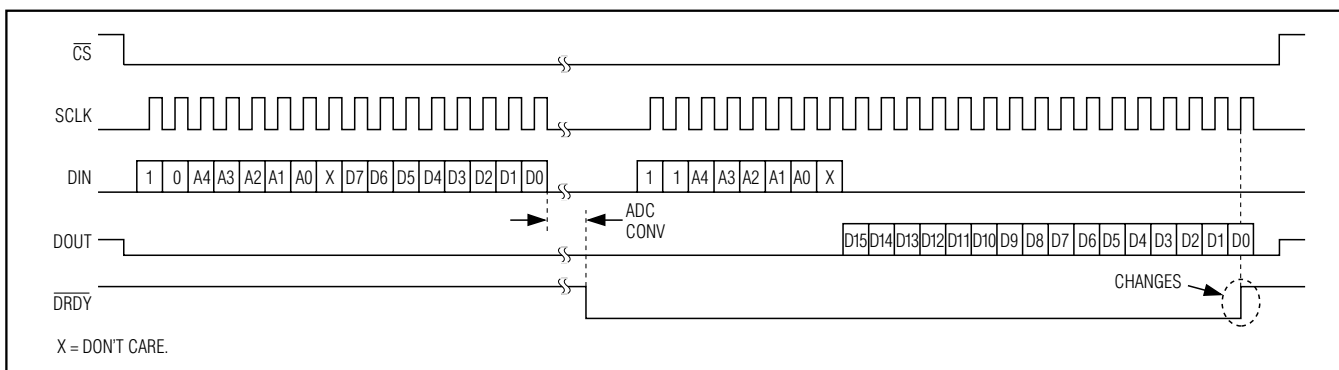 C̅S̅
SCLK
DIN 1 0 A4 A3 A2 A1 A0 X D7 D6 D5 D4 D3 D2 D1 D0 1 1 A4 A3 A2 A1 A0 X
ADC
CONV
DOUT D15 D14 D13 D12 D11 D10 D9 D8 D7 D6 D5 D4 D3 D2 D1 D0
CHANGES
D̅R̅D̅Y̅
X = DON'T CARE.